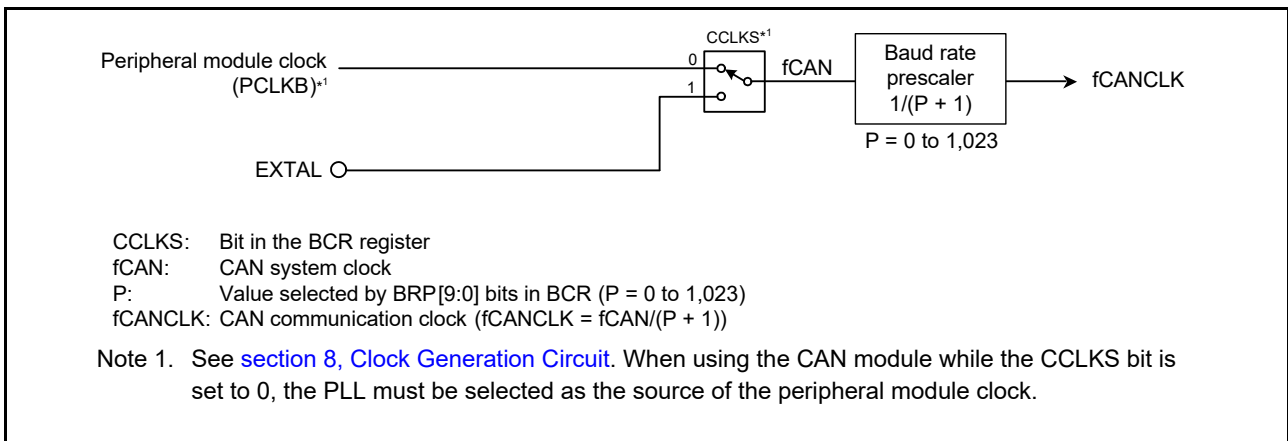 CCLKS*1
Peripheral module clock
(PCLKB)*1
0
1
fCAN
Baud rate
prescaler
1/(P + 1)
fCANCLK
P = 0 to 1,023
EXTAL
CCLKS: Bit in the BCR register
fCAN: CAN system clock
P: Value selected by BRP[9:0] bits in BCR (P = 0 to 1,023)
fCANCLK: CAN communication clock (fCANCLK = fCAN/(P + 1))
Note 1. See section 8, Clock Generation Circuit. When using the CAN module while the CCLKS bit is
set to 0, the PLL must be selected as the source of the peripheral module clock.